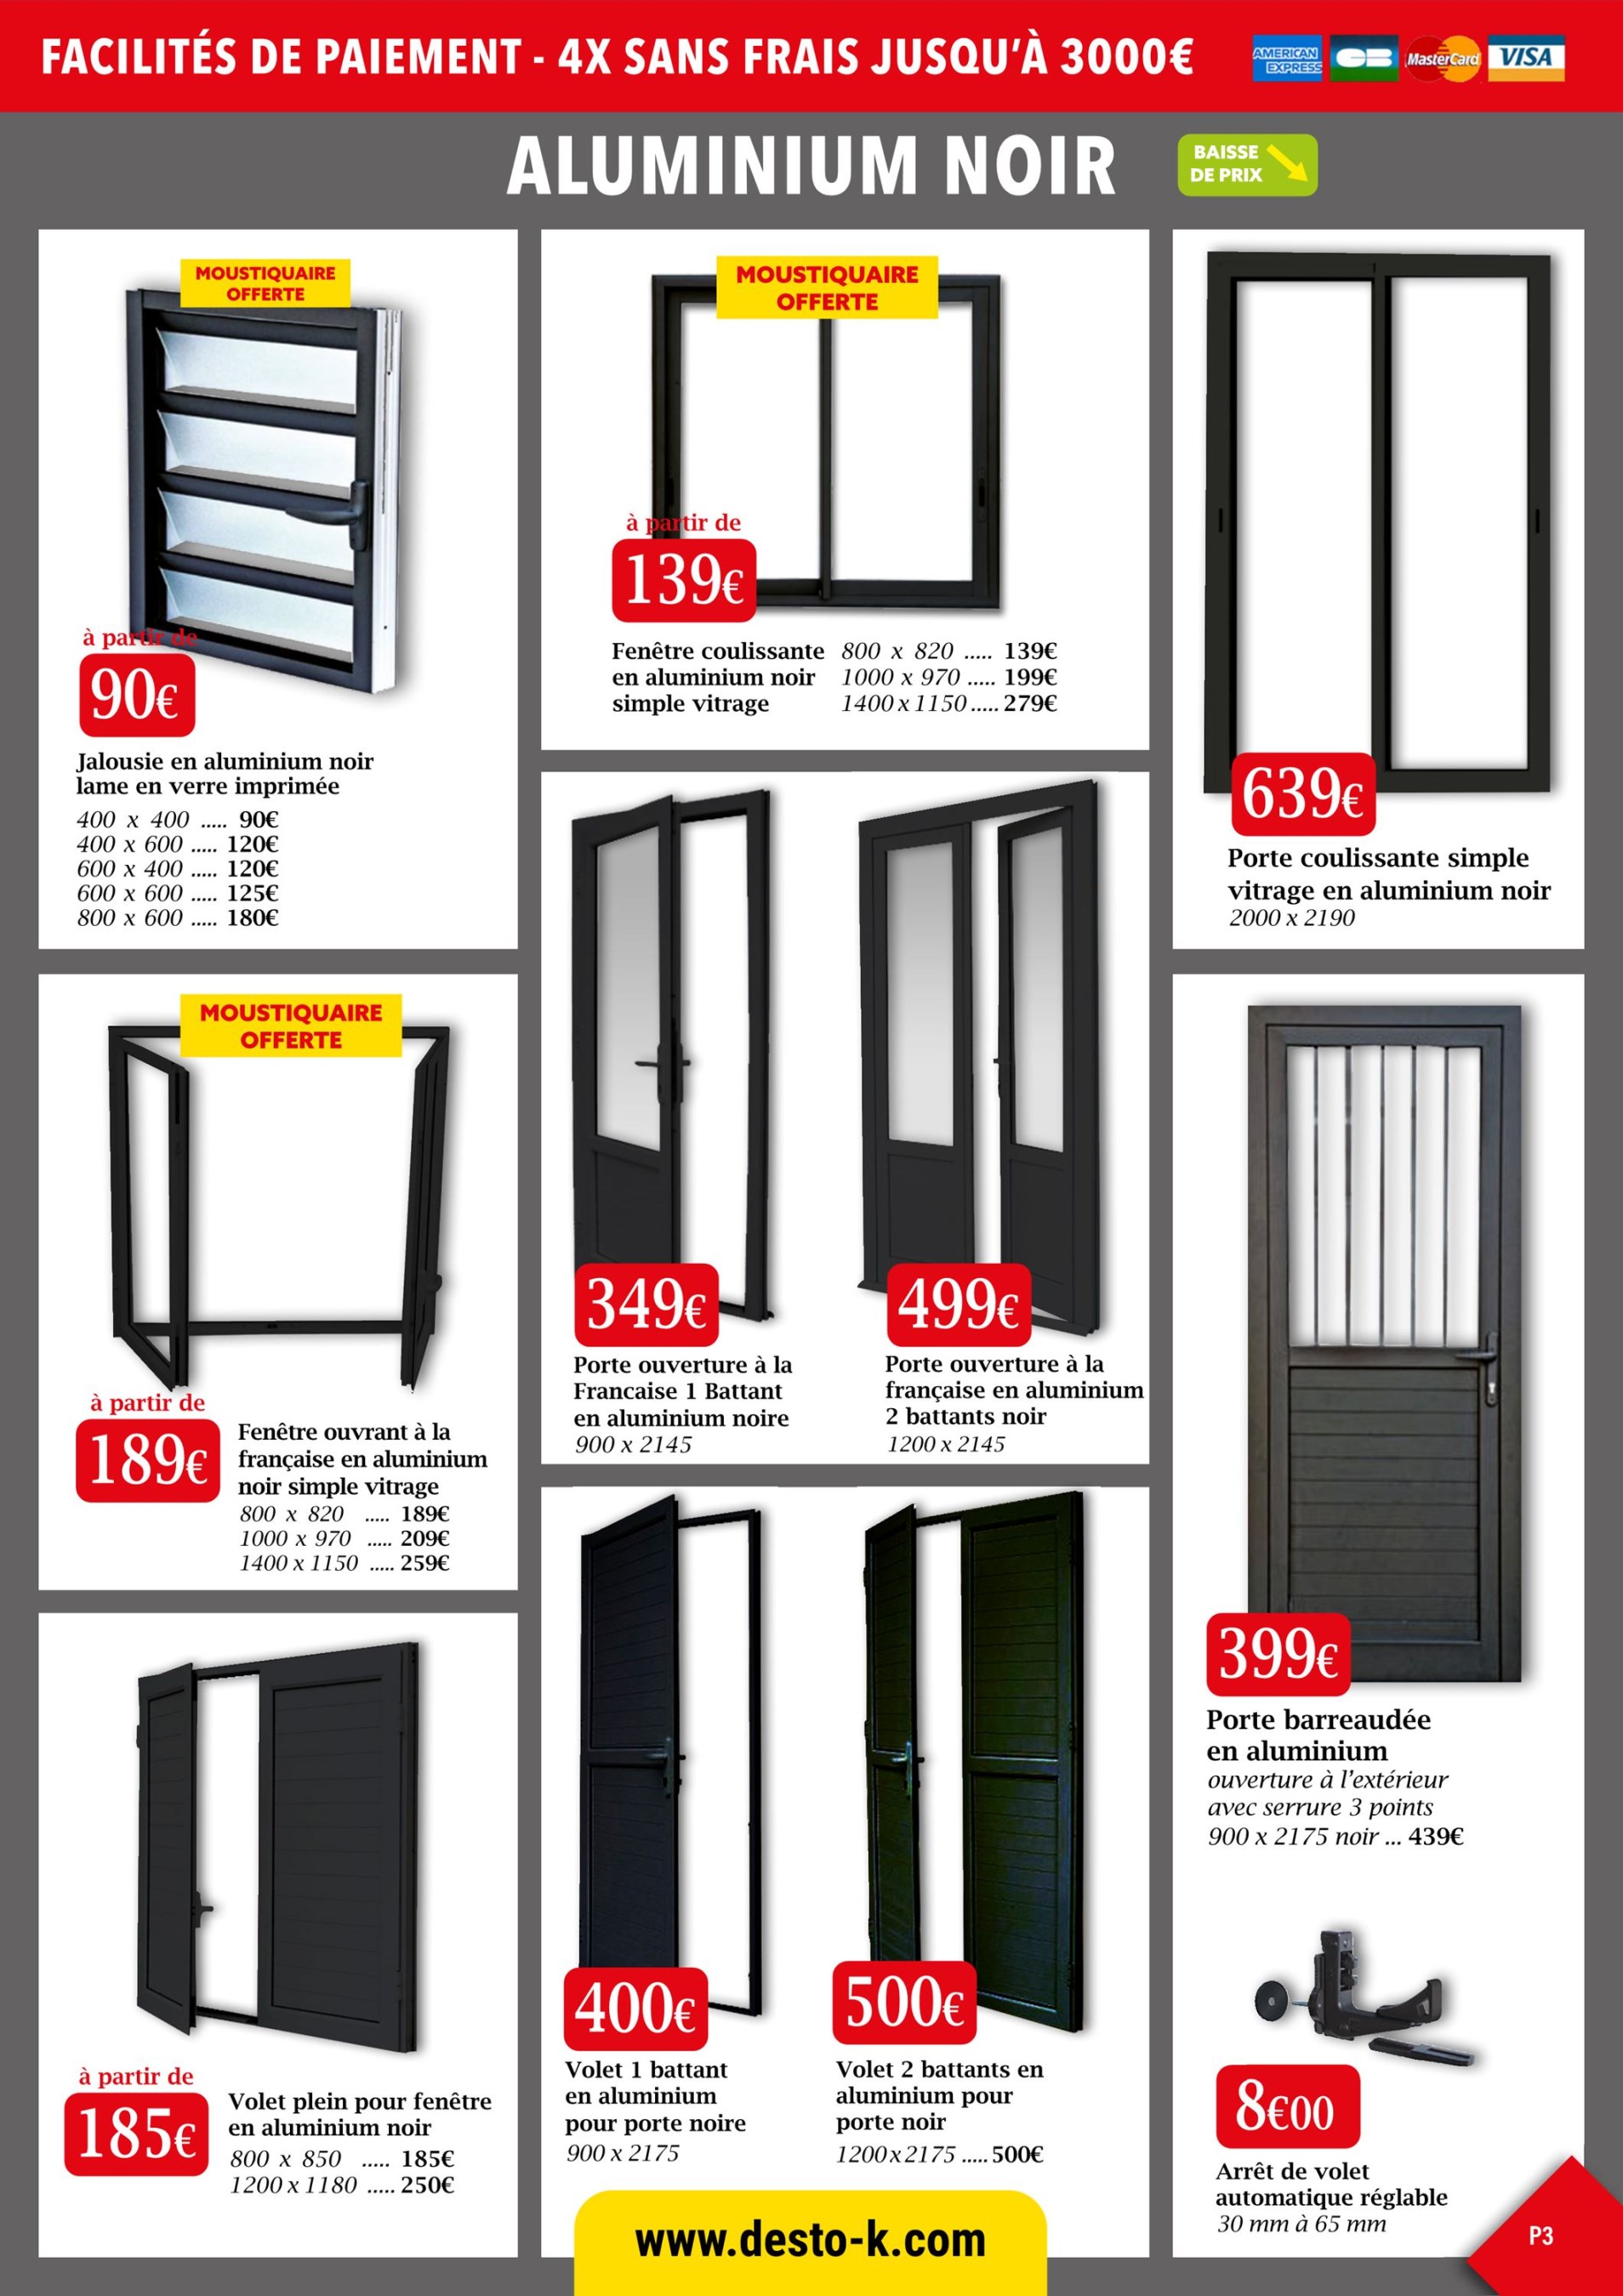 FACILITÉS DE PAIEMENT - 4X SANS FRAIS JUSQU'À 3000€
AMERICAN
EXPRESS
CB
MasterCard
VISA
ALUMINIUM NOIR
BAISSE
DE PRIX
MOUSTIQUAIRE
OFFERTE
à partir de
90€
Jalousie en aluminium noir
lame en verre imprimée
400 x 400 ..... 90€
400 x 600 ..... 120€
600 x 400 ..... 120€
600 x 600 ..... 125€
800 x 600 ..... 180€
MOUSTIQUAIRE
OFFERTE
à partir de
139€
Fenêtre coulissante
en aluminium noir
simple vitrage
800 x 820 ..... 139€
1000 x 970 ..... 199€
1400 x 1150 ..... 279€
639€
Porte coulissante simple
vitrage en aluminium noir
2000 x 2190
MOUSTIQUAIRE
OFFERTE
à partir de
189€
Fenêtre ouvrant à la
française en aluminium
noir simple vitrage
800 x 820 ..... 189€
1000 x 970 ..... 209€
1400 x 1150 ..... 259€
349€
Porte ouverture à la
Francaise 1 Battant
en aluminium noire
900 x 2145
499€
Porte ouverture à la
française en aluminium
2 battants noir
1200 x 2145
399€
Porte barreaudée
en aluminium
ouverture à l'extérieur
avec serrure 3 points
900 x 2175 noir ... 439€
à partir de
185€
Volet plein pour fenêtre
en aluminium noir
800 x 850 ..... 185€
1200 x 1180 ..... 250€
400€
Volet 1 battant
en aluminium
pour porte noire
900 x 2175
500€
Volet 2 battants en
aluminium pour
porte noir
1200 x 2175 ..... 500€
8€00
Arrêt de volet
automatique réglable
30 mm à 65 mm
www.desto-k.com
P3